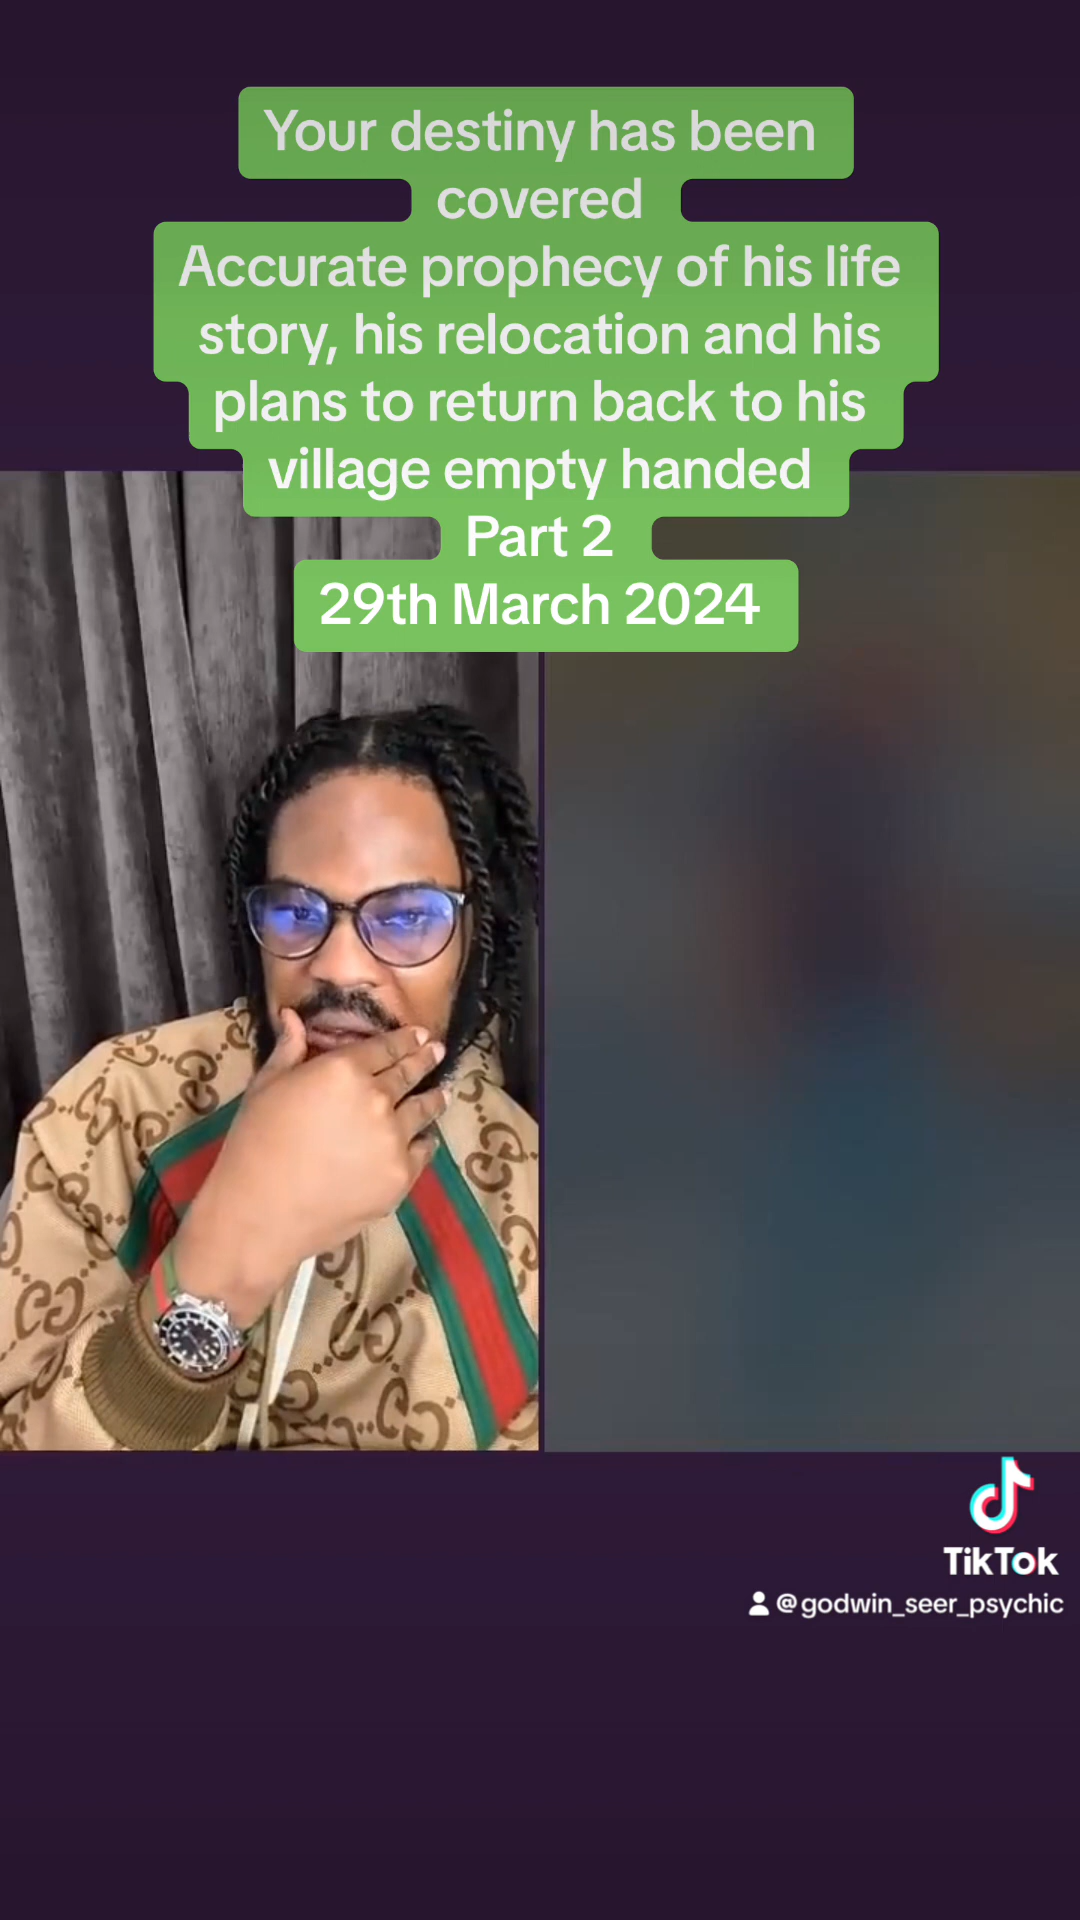 Your destiny has been
covered
Accurate prophecy of his life
story, his relocation and his
plans to return back to his
village empty handed
Part 2
29th March 2024
TikTok
@godwin_seer_psychic